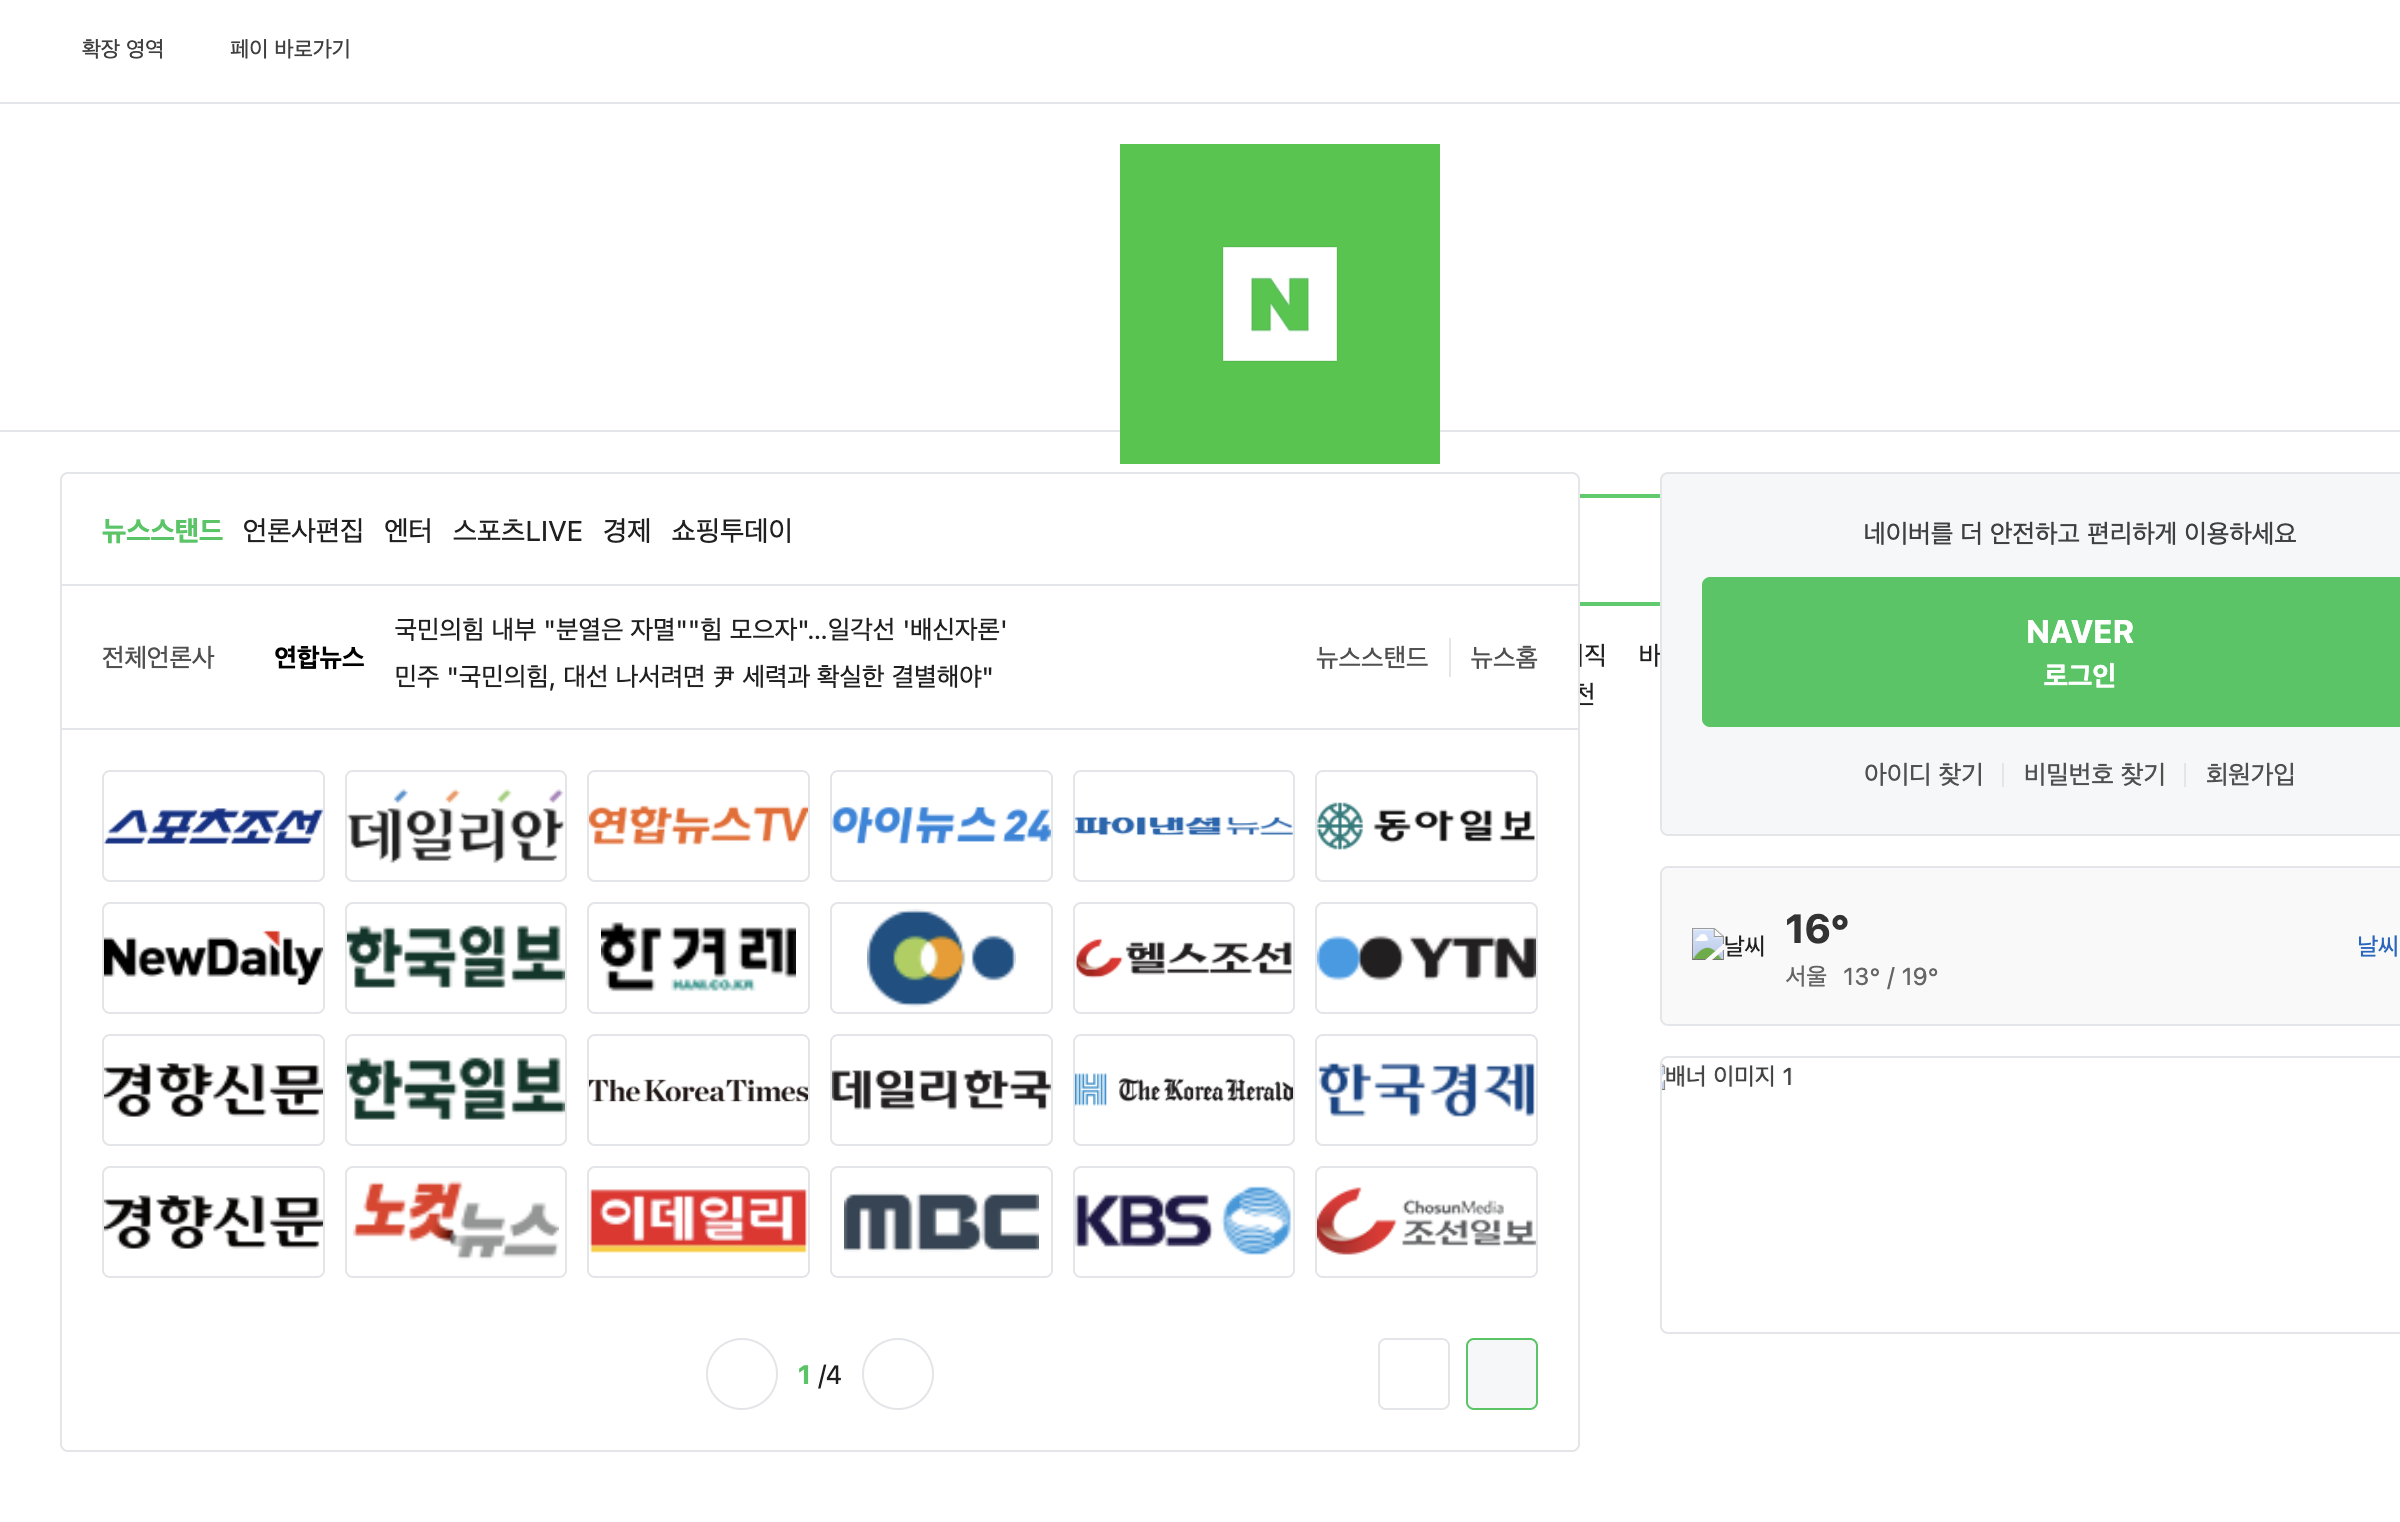 확장 영역 페이 바로가기
N
뉴스스탠드 언론사편집 엔터 스포츠LIVE 경제 쇼핑투데이
전체언론사 연합뉴스
국민의힘 내부 "분열은 자멸""힘 모으자"...일각선 '배신자론'
민주 "국민의힘, 대선 나서려면 尹 세력과 확실한 결별해야"
뉴스스탠드 뉴스홈
직 바
천
스포츠조선 데일리안 연합뉴스TV 아이뉴스24 파이낸셜뉴스 동아일보
NewDaily 한국일보 한겨레 헬스조선 YTN
HANI.CO.KR
경향신문 한국일보 The Korea Times 데일리한국 The Korea Herald 한국경제
경향신문 노컷뉴스 이데일리 MBC KBS ChosunMedia 조선일보
1 /4
네이버를 더 안전하고 편리하게 이용하세요
NAVER
로그인
아이디 찾기 비밀번호 찾기 회원가입
날씨 16° 날씨
서울 13° / 19°
배너 이미지 1